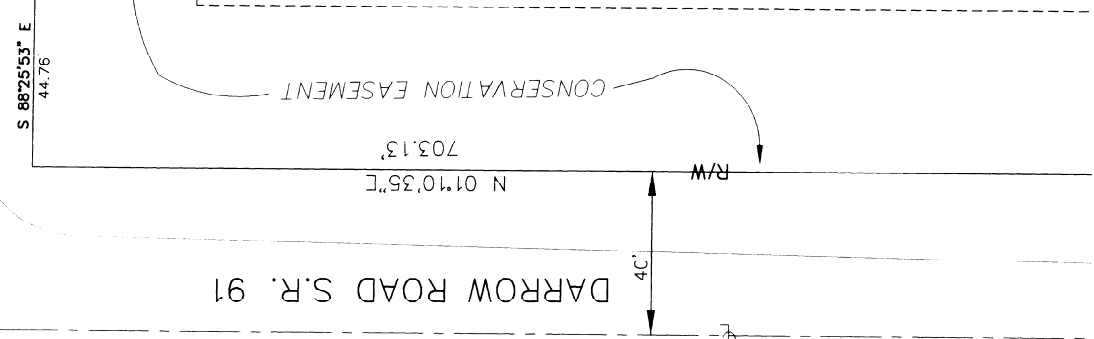 S 88°25'53" E
44.76
CONSERVATION EASEMENT
703.13'
N 01°10'35"E
R/W
40'
DARROW ROAD S.R. 91
℄